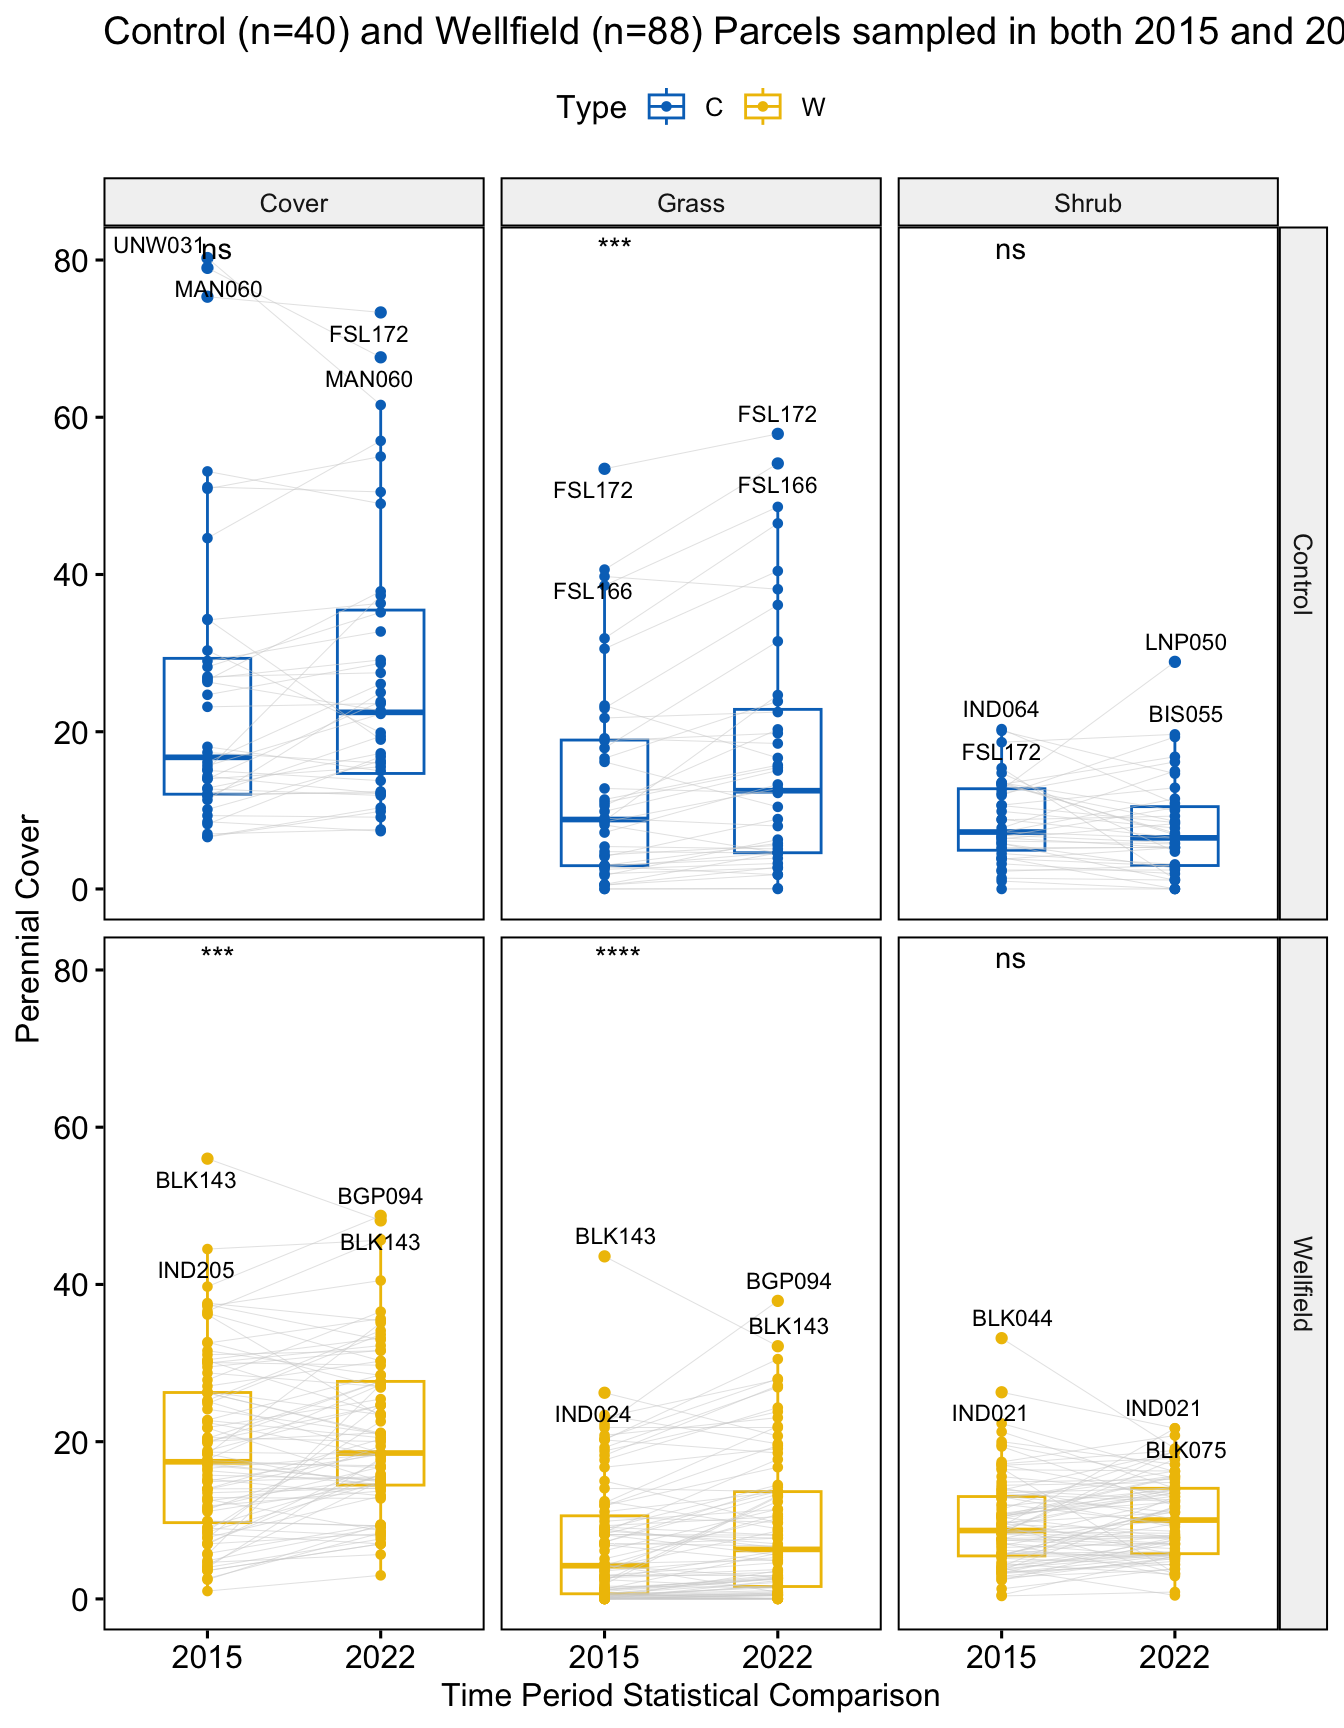 Control (n=40) and Wellfield (n=88) Parcels sampled in both 2015 and 20
Type C W
Cover Grass Shrub
UNW031 ns *** ns
80
MAN060
FSL172
MAN060
60
FSL172
FSL172
FSL166
40
FSL166
Control
LNP050
IND064
BIS055
20
FSL172
0
Perennial Cover
*** **** ns
80
60
BLK143
BGP094
BLK143
BLK143
IND205
40
BGP094
BLK143
Wellfield
BLK044
IND024
IND021
IND021
BLK075
20
0
2015 2022 2015 2022 2015 2022
Time Period Statistical Comparison